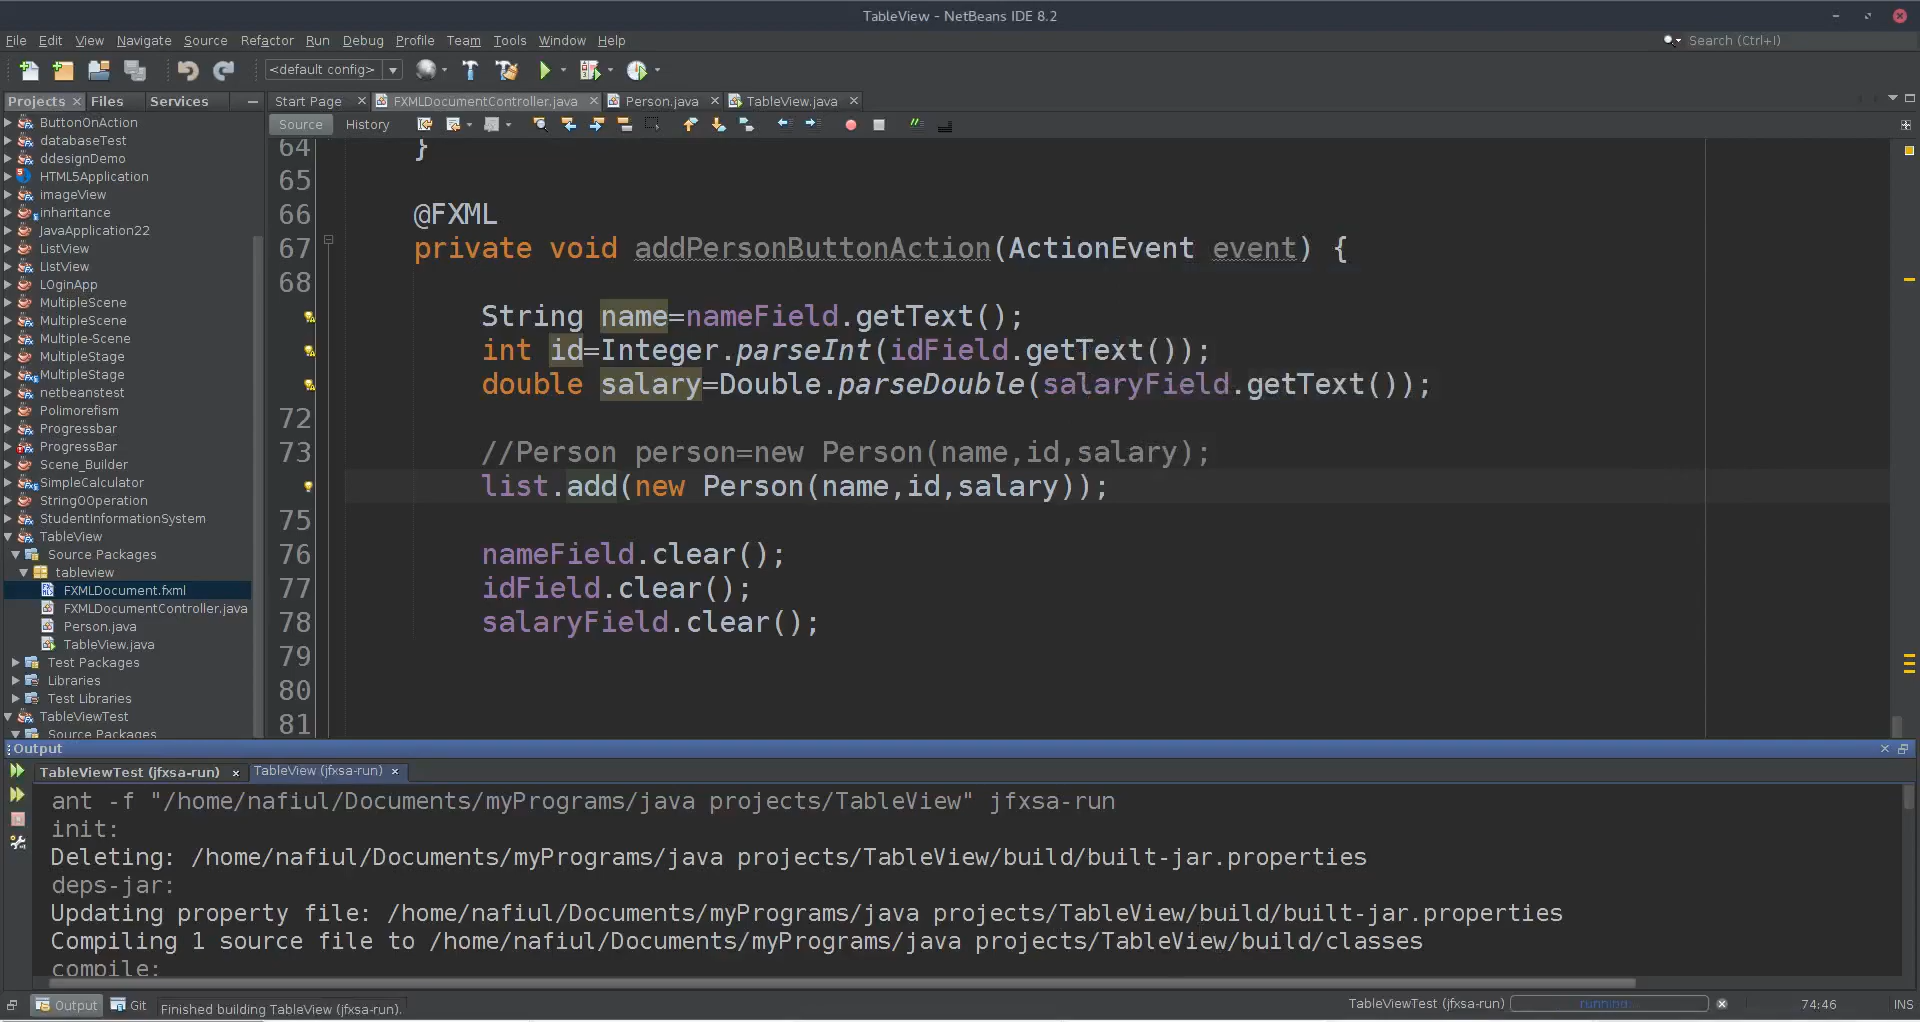 TableView - NetBeans IDE 8.2
File Edit View Navigate Source Refactor Run Debug Profile Team Tools Window Help
Search (Ctrl+I)
<default config>
Projects Files Services
Start Page FXMLDocumentController.java Person.java TableView.java
Source History
ButtonOnAction
databaseTest
ddesignDemo
HTML5Application
imageView
inharitance
JavaApplication22
ListView
LIstView
LOginApp
MultipleScene
MultipleScene
Multiple-Scene
MultipleStage
MultipleStage
netbeanstest
Polimorefism
Progressbar
ProgressBar
Scene_Builder
SimpleCalculator
StringOOperation
StudentInformationSystem
TableView
Source Packages
tableview
FXMLDocument.fxml
FXMLDocumentController.java
Person.java
TableView.java
Test Packages
Libraries
Test Libraries
TableViewTest
Source Packages
64 }
65
66 @FXML
67 private void addPersonButtonAction(ActionEvent event) {
68
String name=nameField.getText();
int id=Integer.parseInt(idField.getText());
double salary=Double.parseDouble(salaryField.getText());
72
73 //Person person=new Person(name,id,salary);
list.add(new Person(name,id,salary));
75
76 nameField.clear();
77 idField.clear();
78 salaryField.clear();
79
80
81
Output
TableViewTest (jfxsa-run) TableView (jfxsa-run)
ant -f "/home/nafiul/Documents/myPrograms/java projects/TableView" jfxsa-run
init:
Deleting: /home/nafiul/Documents/myPrograms/java projects/TableView/build/built-jar.properties
deps-jar:
Updating property file: /home/nafiul/Documents/myPrograms/java projects/TableView/build/built-jar.properties
Compiling 1 source file to /home/nafiul/Documents/myPrograms/java projects/TableView/build/classes
compile:
Output Git Finished building TableView (jfxsa-run). TableViewTest (jfxsa-run) running... 74:46 INS